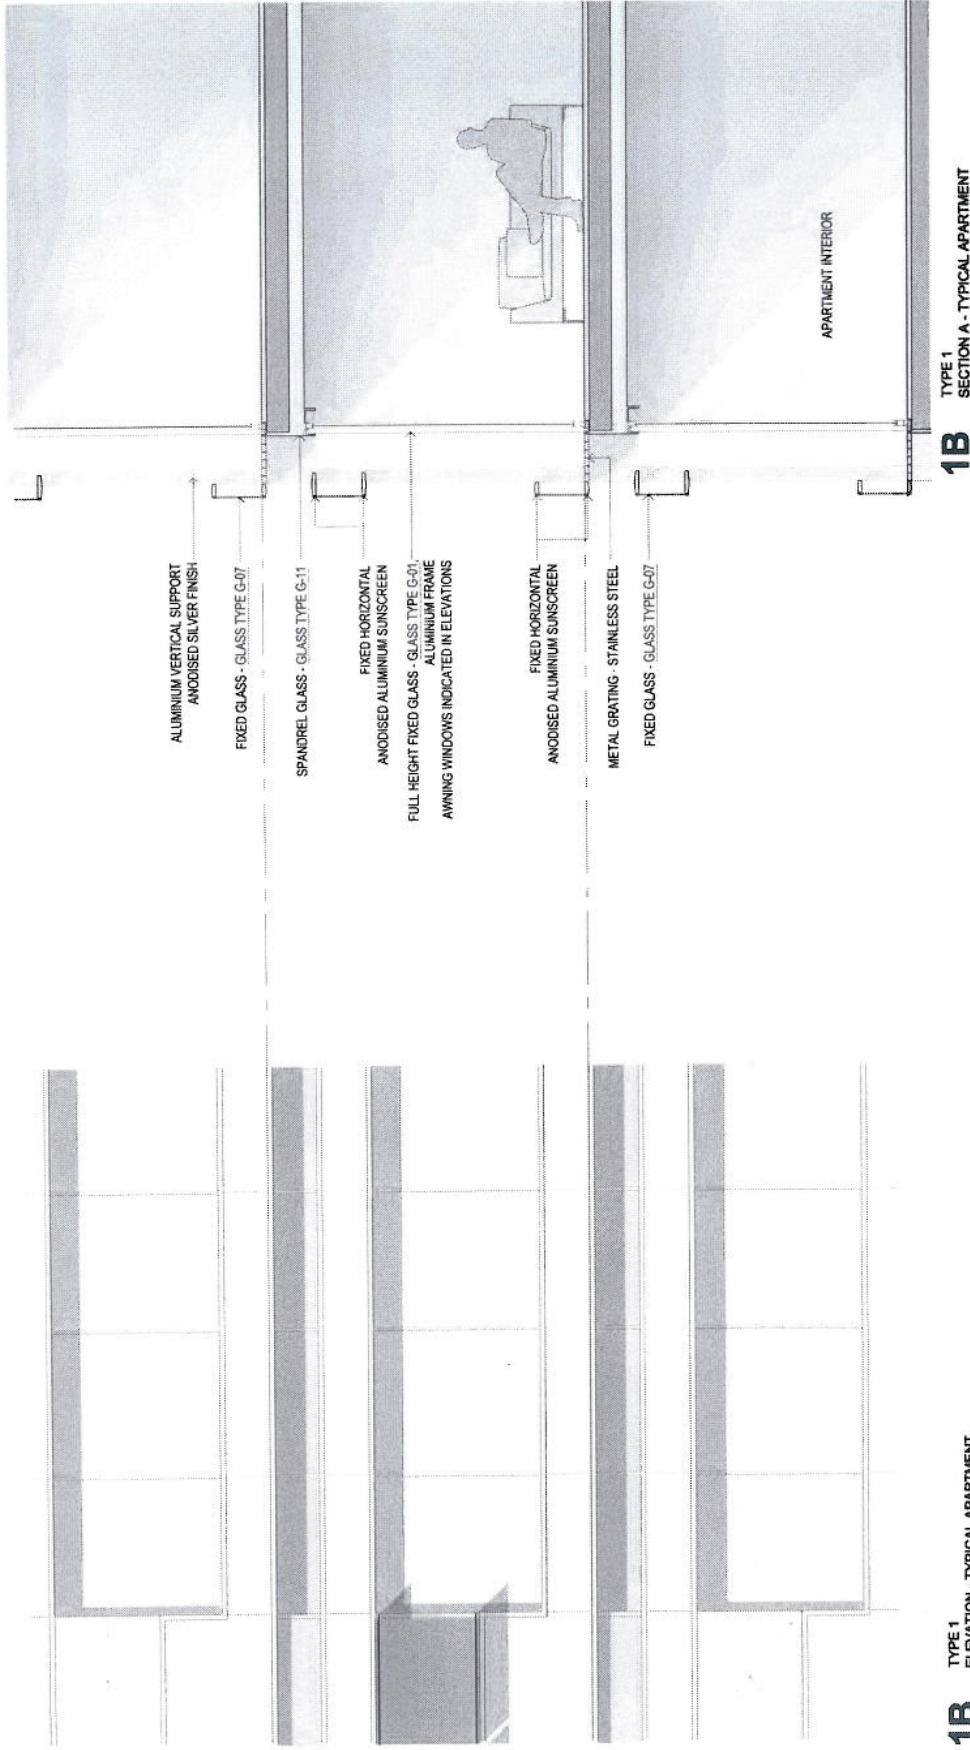 ALUMINIUM VERTICAL SUPPORT
ANODISED SILVER FINISH
FIXED GLASS - GLASS TYPE G-07
SPANDREL GLASS - GLASS TYPE G-11
FIXED HORIZONTAL
ANODISED ALUMINIUM SUNSCREEN
FULL HEIGHT FIXED GLASS - GLASS TYPE G-01,
ALUMINIUM FRAME
AWNING WINDOWS INDICATED IN ELEVATIONS
FIXED HORIZONTAL
ANODISED ALUMINIUM SUNSCREEN
METAL GRATING - STAINLESS STEEL
FIXED GLASS - GLASS TYPE G-07
APARTMENT INTERIOR
1B
TYPE 1
ELEVATION - TYPICAL APARTMENT
1B
TYPE 1
SECTION A - TYPICAL APARTMENT